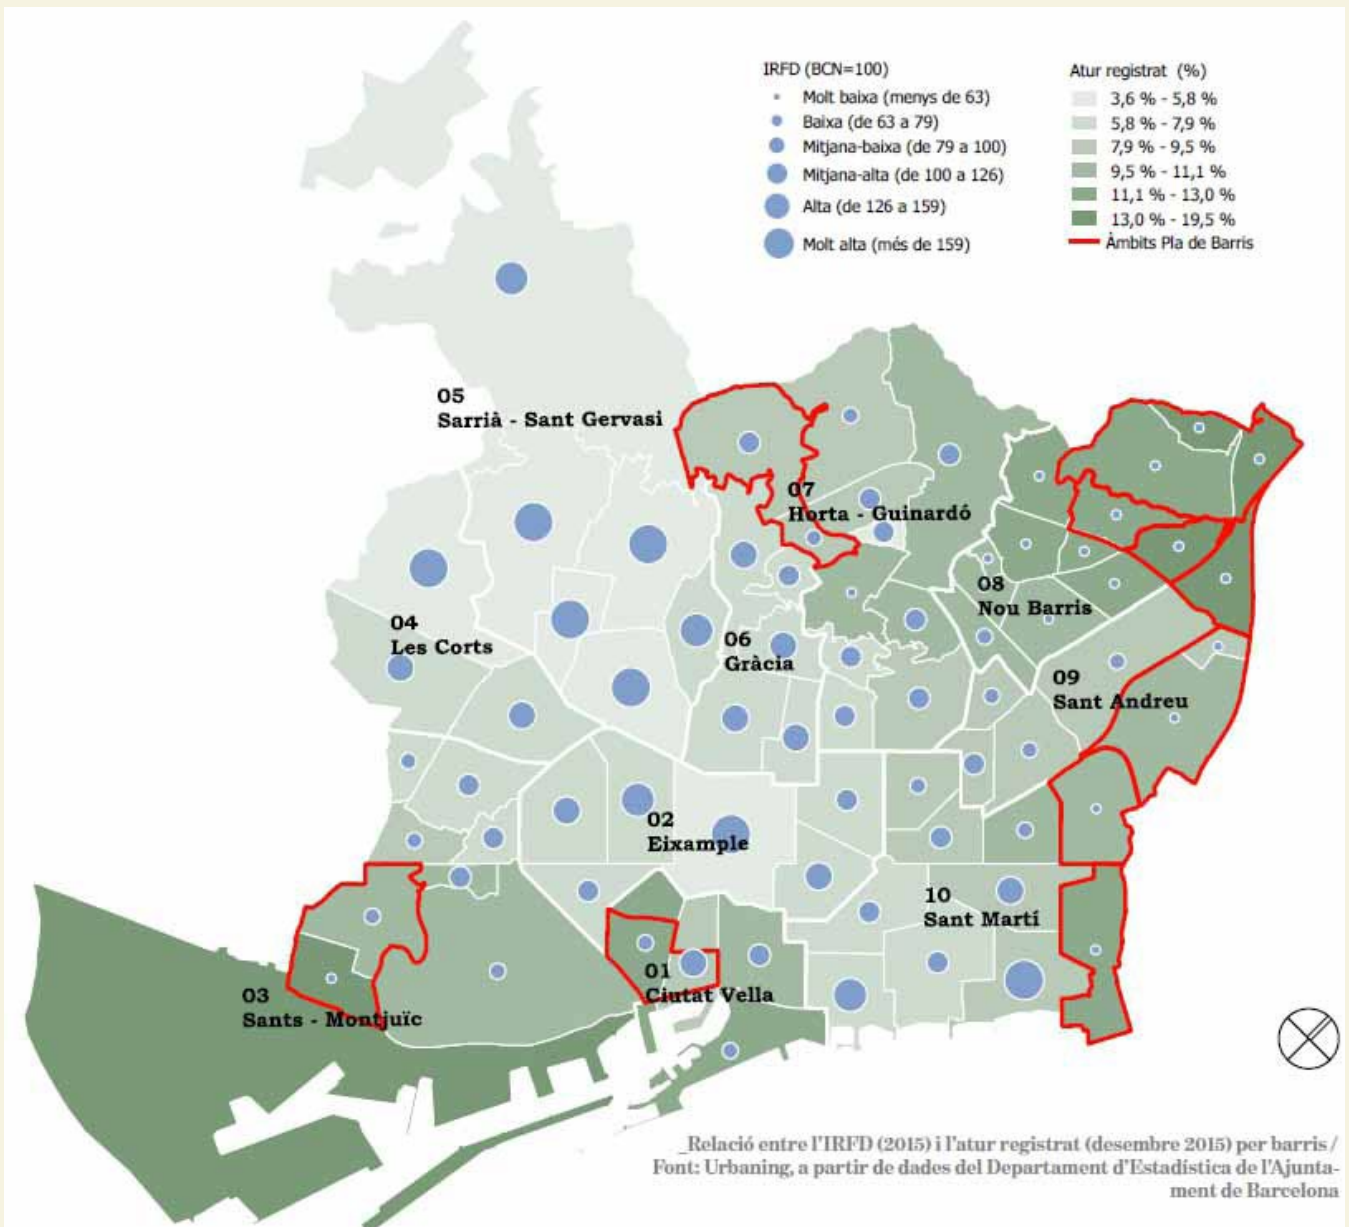 IRFD (BCN=100)
Molt baixa (menys de 63)
Baixa (de 63 a 79)
Mitjana-baixa (de 79 a 100)
Mitjana-alta (de 100 a 126)
Alta (de 126 a 159)
Molt alta (més de 159)
Atur registrat (%)
3,6 % - 5,8 %
5,8 % - 7,9 %
7,9 % - 9,5 %
9,5 % - 11,1 %
11,1 % - 13,0 %
13,0 % - 19,5 %
Àmbits Pla de Barris
05
Sarrià - Sant Gervasi
07
Horta - Guinardó
08
Nou Barris
04
Les Corts
06
Gràcia
09
Sant Andreu
02
Eixample
10
Sant Martí
01
Ciutat Vella
03
Sants - Montjuïc
_Relació entre l'IRFD (2015) i l'atur registrat (desembre 2015) per barris /
Font: Urbaning, a partir de dades del Departament d'Estadística de l'Ajunta-
ment de Barcelona